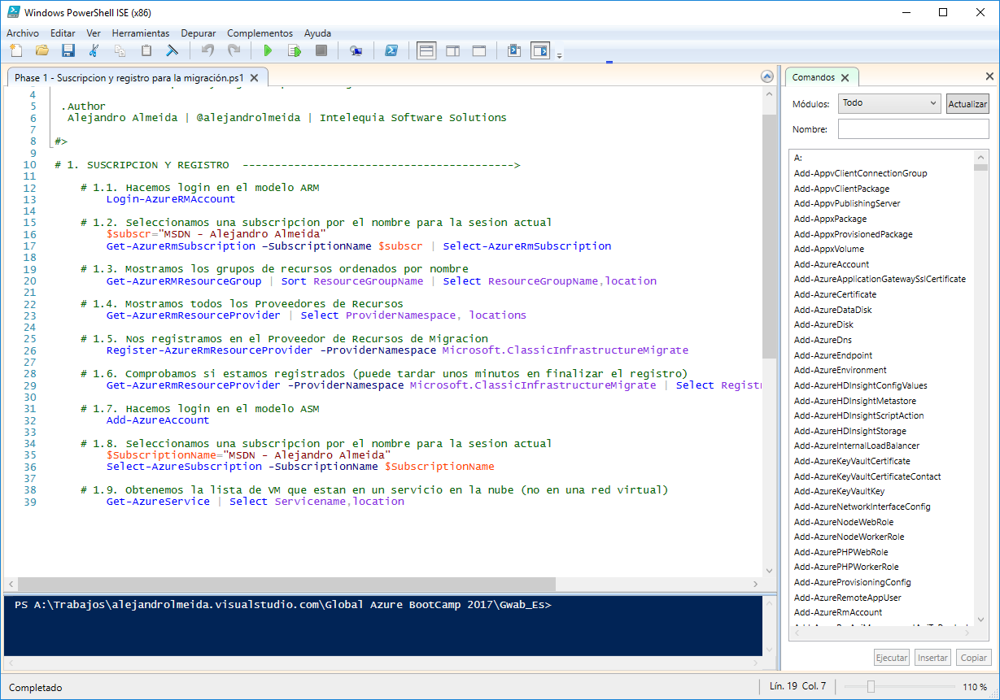 Windows PowerShell ISE (x86)
Archivo Editar Ver Herramientas Depurar Complementos Ayuda
Phase 1 - Suscripcion y registro para la migración.ps1
4
5 .Author
6 Alejandro Almeida | @alejandrolmeida | Intelequia Software Solutions
7
8 #>
9
10 # 1. SUSCRIPCION Y REGISTRO ------------------------------------------>
11
12 # 1.1. Hacemos login en el modelo ARM
13 Login-AzureRMAccount
14
15 # 1.2. Seleccionamos una subscripcion por el nombre para la sesion actual
16 $subscr="MSDN - Alejandro Almeida"
17 Get-AzureRmSubscription –SubscriptionName $subscr | Select-AzureRmSubscription
18
19 # 1.3. Mostramos los grupos de recursos ordenados por nombre
20 Get-AzureRMResourceGroup | Sort ResourceGroupName | Select ResourceGroupName,location
21
22 # 1.4. Mostramos todos los Proveedores de Recursos
23 Get-AzureRmResourceProvider | Select ProviderNamespace, locations
24
25 # 1.5. Nos registramos en el Proveedor de Recursos de Migracion
26 Register-AzureRmResourceProvider -ProviderNamespace Microsoft.ClassicInfrastructureMigrate
27
28 # 1.6. Comprobamos si estamos registrados (puede tardar unos minutos en finalizar el registro)
29 Get-AzureRmResourceProvider -ProviderNamespace Microsoft.ClassicInfrastructureMigrate | Select Registr
30
31 # 1.7. Hacemos login en el modelo ASM
32 Add-AzureAccount
33
34 # 1.8. Seleccionamos una subscripcion por el nombre para la sesion actual
35 $SubscriptionName="MSDN - Alejandro Almeida"
36 Select-AzureSubscription -SubscriptionName $SubscriptionName
37
38 # 1.9. Obtenemos la lista de VM que estan en un servicio en la nube (no en una red virtual)
39 Get-AzureService | Select Servicename,location
PS A:\Trabajos\alejandrolmeida.visualstudio.com\Global Azure BootCamp 2017\Gwab_Es>
Comandos
Módulos: Todo Actualizar
Nombre:
A:
Add-AppvClientConnectionGroup
Add-AppvClientPackage
Add-AppvPublishingServer
Add-AppxPackage
Add-AppxProvisionedPackage
Add-AppxVolume
Add-AzureAccount
Add-AzureApplicationGatewaySslCertificate
Add-AzureCertificate
Add-AzureDataDisk
Add-AzureDisk
Add-AzureDns
Add-AzureEndpoint
Add-AzureEnvironment
Add-AzureHDInsightConfigValues
Add-AzureHDInsightMetastore
Add-AzureHDInsightScriptAction
Add-AzureHDInsightStorage
Add-AzureInternalLoadBalancer
Add-AzureKeyVaultCertificate
Add-AzureKeyVaultCertificateContact
Add-AzureKeyVaultKey
Add-AzureNetworkInterfaceConfig
Add-AzureNodeWebRole
Add-AzureNodeWorkerRole
Add-AzurePHPWebRole
Add-AzurePHPWorkerRole
Add-AzureProvisioningConfig
Add-AzureRemoteAppUser
Add-AzureRmAccount
Ejecutar Insertar Copiar
Completado
Lín. 19 Col. 7
110 %